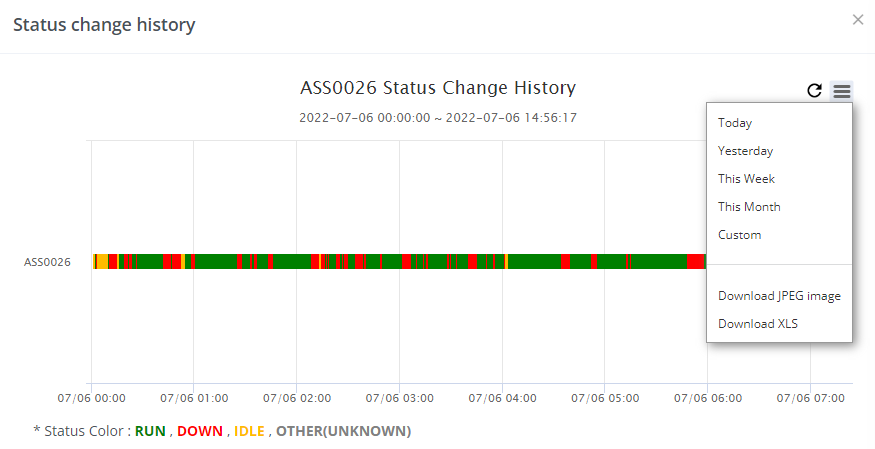 Status change history
×
ASS0026 Status Change History
2022-07-06 00:00:00 ~ 2022-07-06 14:56:17
Today
Yesterday
This Week
This Month
Custom
Download JPEG image
Download XLS
ASS0026
07/06 00:00 07/06 01:00 07/06 02:00 07/06 03:00 07/06 04:00 07/06 05:00 07/06 06:00 07/06 07:00
* Status Color : RUN , DOWN , IDLE , OTHER(UNKNOWN)